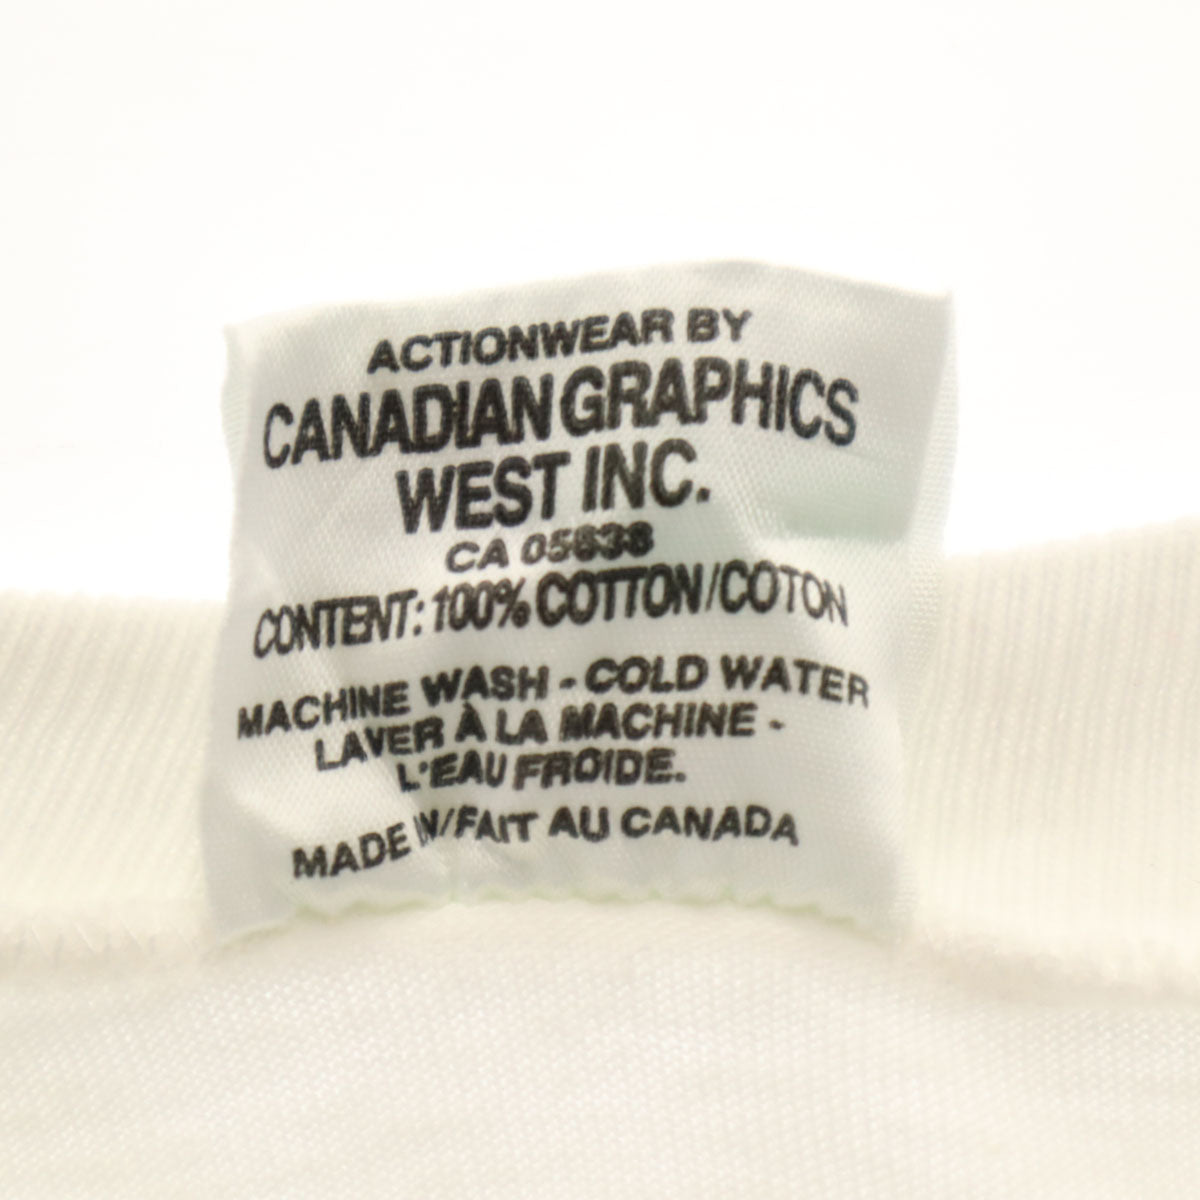 ACTIONWEAR BY
CANADIAN GRAPHICS
WEST INC.
CA 05638
CONTENT: 100% COTTON/COTON
MACHINE WASH - COLD WATER
LAVER À LA MACHINE -
L'EAU FROIDE.
MADE IN/FAIT AU CANADA